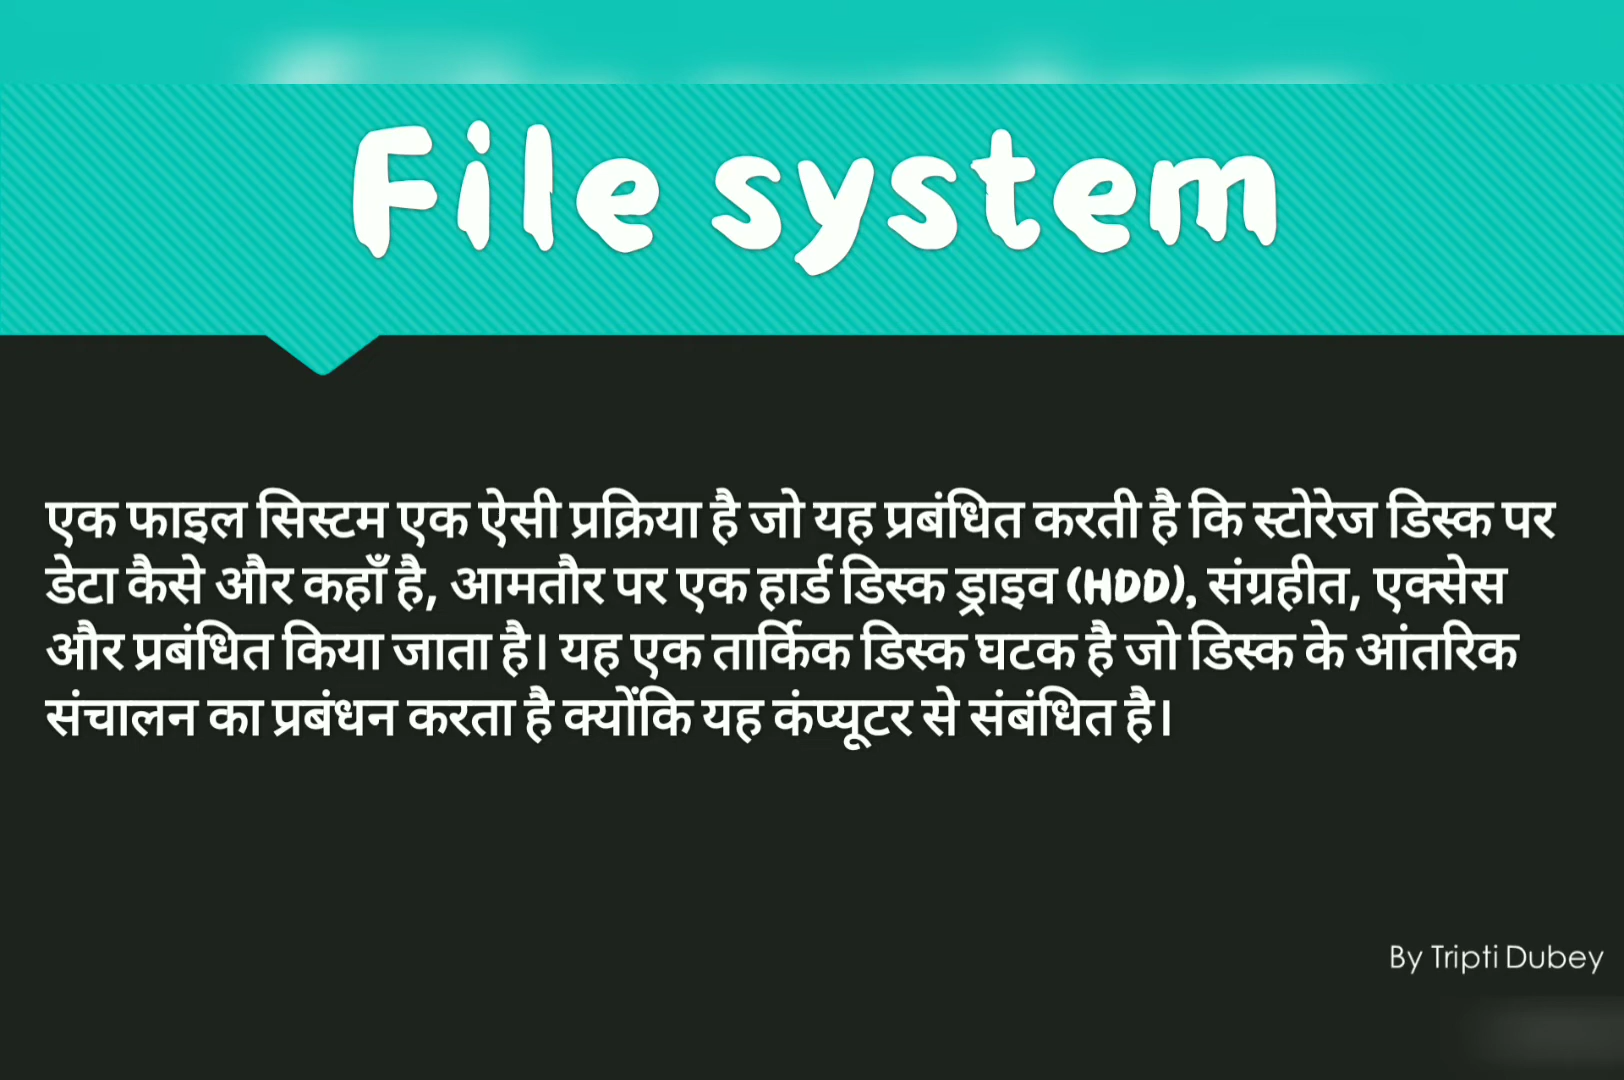 File system
एक फाइल सिस्टम एक ऐसी प्रक्रिया है जो यह प्रबंधित करती है कि स्टोरेज डिस्क पर
डेटा कैसे और कहाँ है, आमतौर पर एक हार्ड डिस्क ड्राइव (HDD), संग्रहीत, एक्सेस
और प्रबंधित किया जाता है। यह एक तार्किक डिस्क घटक है जो डिस्क के आंतरिक
संचालन का प्रबंधन करता है क्योंकि यह कंप्यूटर से संबंधित है।
By Tripti Dubey